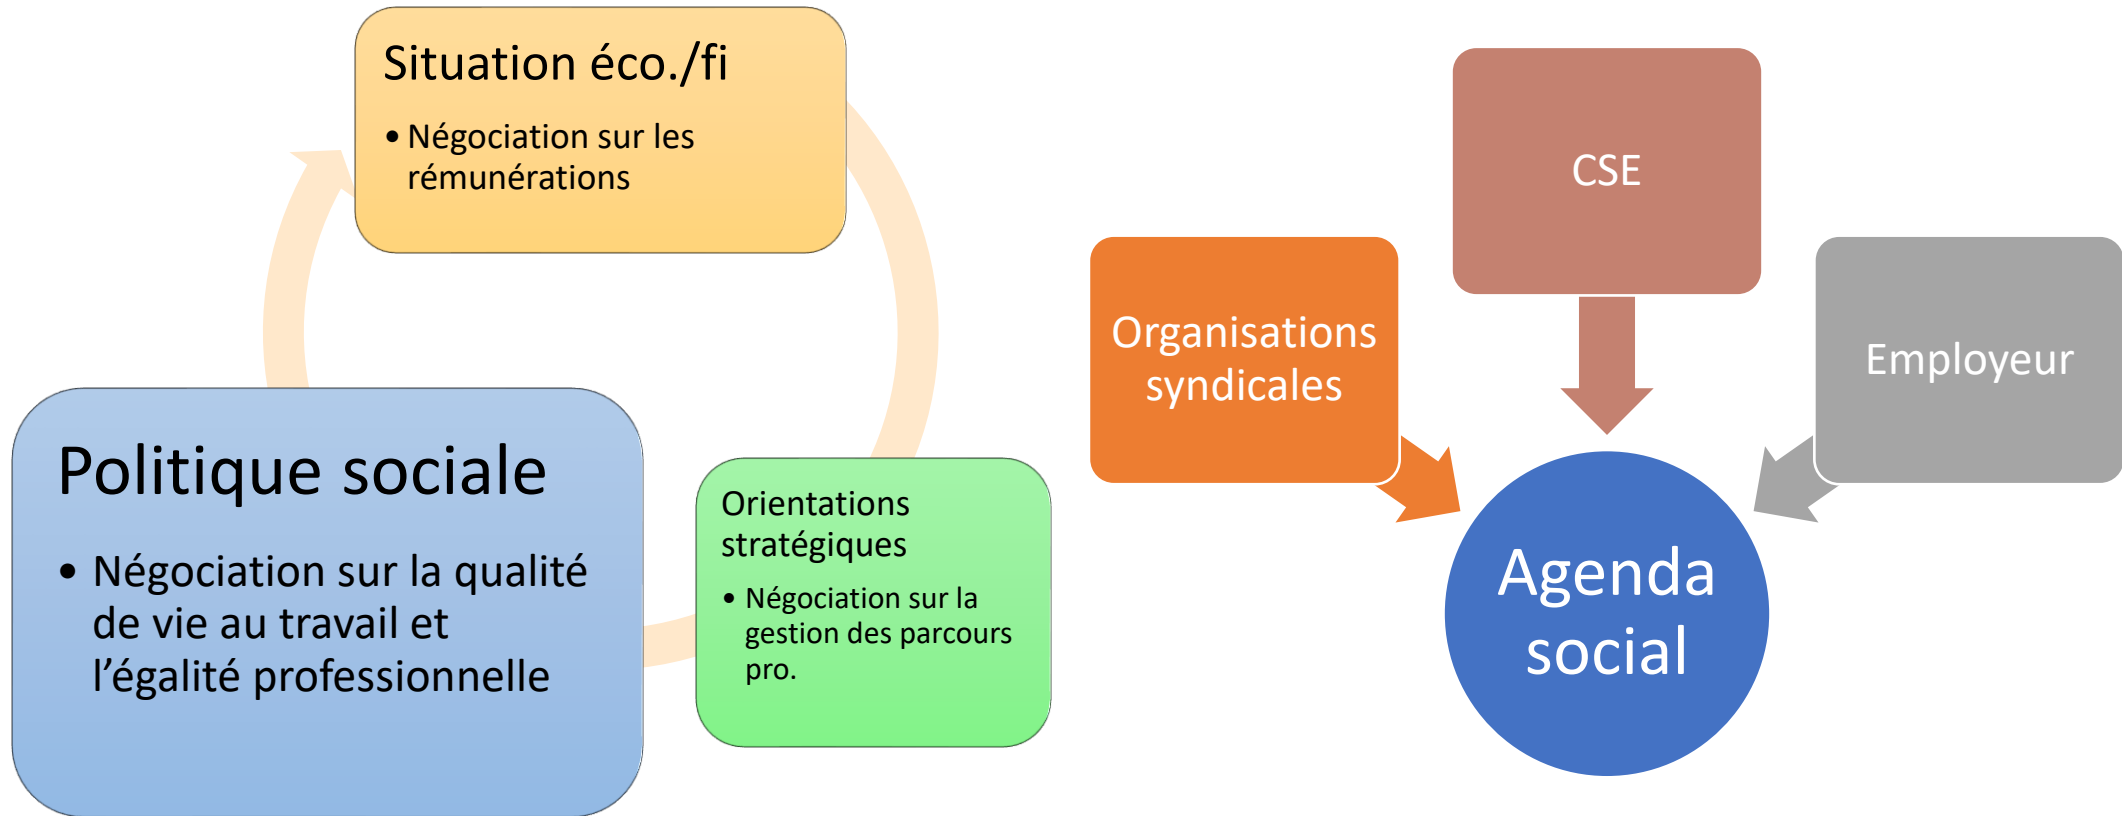 Situation éco./fi
• Négociation sur les
rémunérations
Politique sociale
• Négociation sur la qualité
de vie au travail et
l’égalité professionnelle
Orientations
stratégiques
• Négociation sur la
gestion des parcours
pro.
CSE
Organisations
syndicales
Employeur
Agenda
social